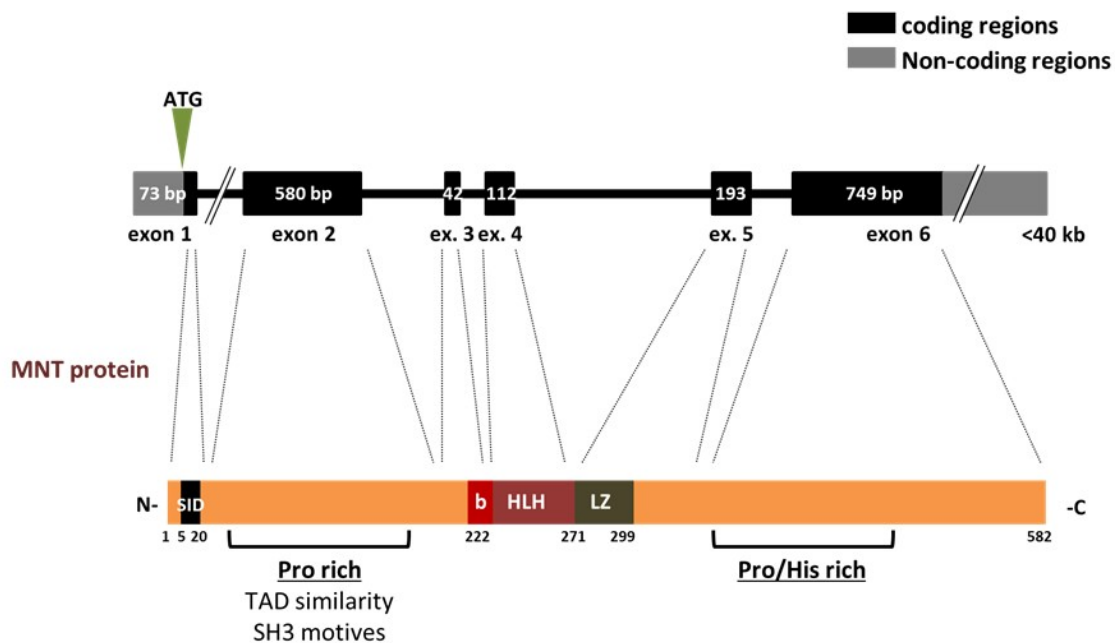 coding regions
Non-coding regions
ATG
73 bp 580 bp 42 112 193 749 bp
exon 1 exon 2 ex. 3 ex. 4 ex. 5 exon 6 <40 kb
MNT protein
N- SID b HLH LZ -C
1 5 20 222 271 299 582
Pro rich Pro/His rich
TAD similarity
SH3 motives